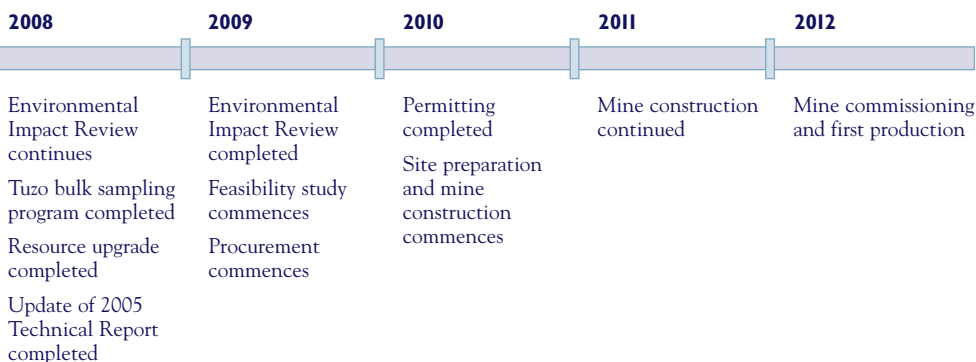 2008
2009
2010
2011
2012
Environmental
Impact Review
continues
Tuzo bulk sampling
program completed
Resource upgrade
completed
Update of 2005
Technical Report
completed
Environmental
Impact Review
completed
Feasibility study
commences
Procurement
commences
Permitting
completed
Site preparation
and mine
construction
commences
Mine construction
continued
Mine commissioning
and first production